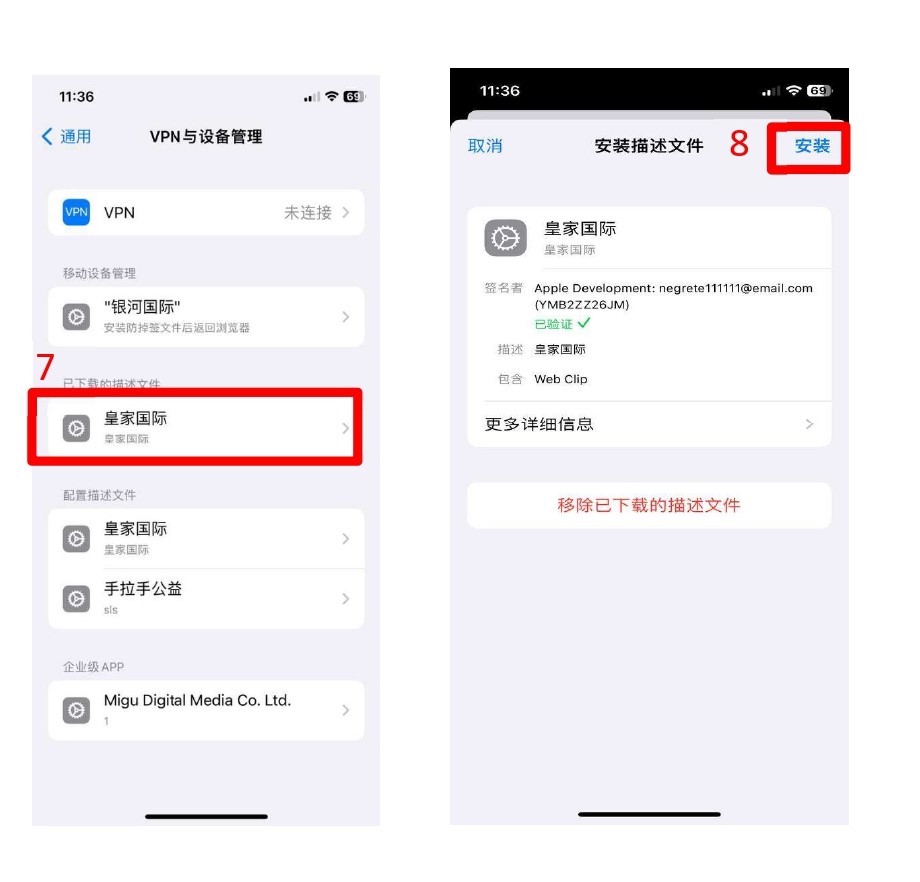 11:36
69
通用
VPN与设备管理
VPN
VPN
未连接
移动设备管理
"银河国际"
安装防掉签文件后返回浏览器
7
已下载的描述文件
皇家国际
皇家国际
配置描述文件
皇家国际
皇家国际
手拉手公益
sls
企业级 APP
Migu Digital Media Co. Ltd.
1
11:36
69
取消
安装描述文件
8
安装
皇家国际
皇家国际
签名者 Apple Development: negrete111111@email.com
(YMB2ZZ26JM)
已验证
描述 皇家国际
包含 Web Clip
更多详细信息
移除已下载的描述文件